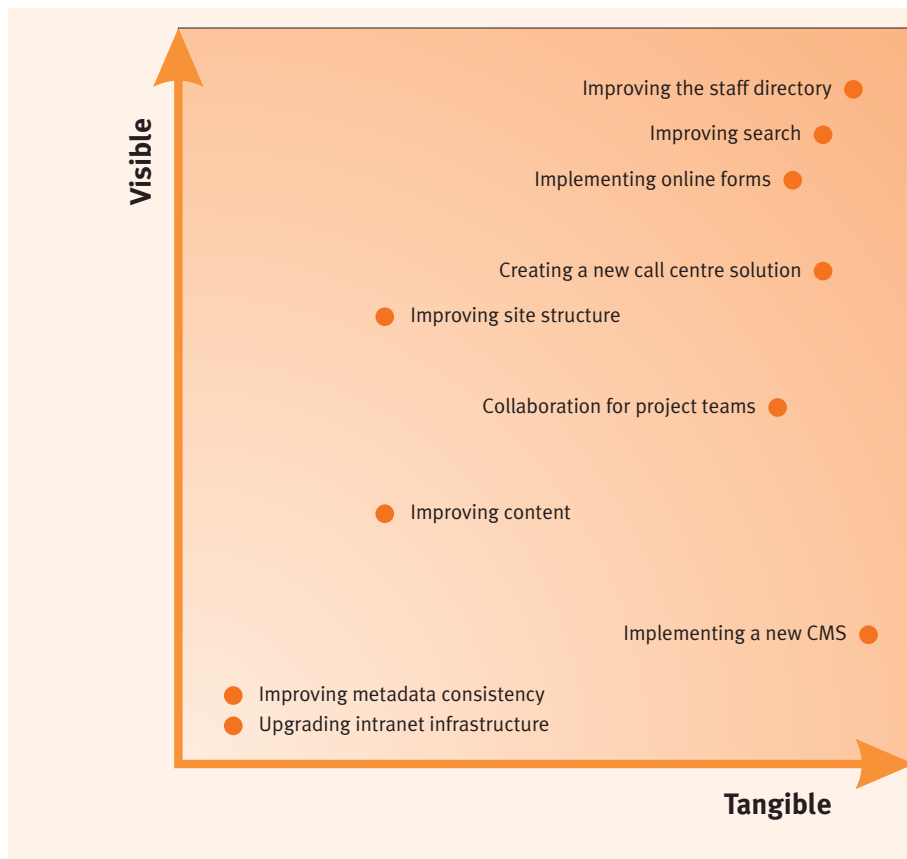 Visible
Improving the staff directory
Improving search
Implementing online forms
Creating a new call centre solution
Improving site structure
Collaboration for project teams
Improving content
Implementing a new CMS
Improving metadata consistency
Upgrading intranet infrastructure
Tangible